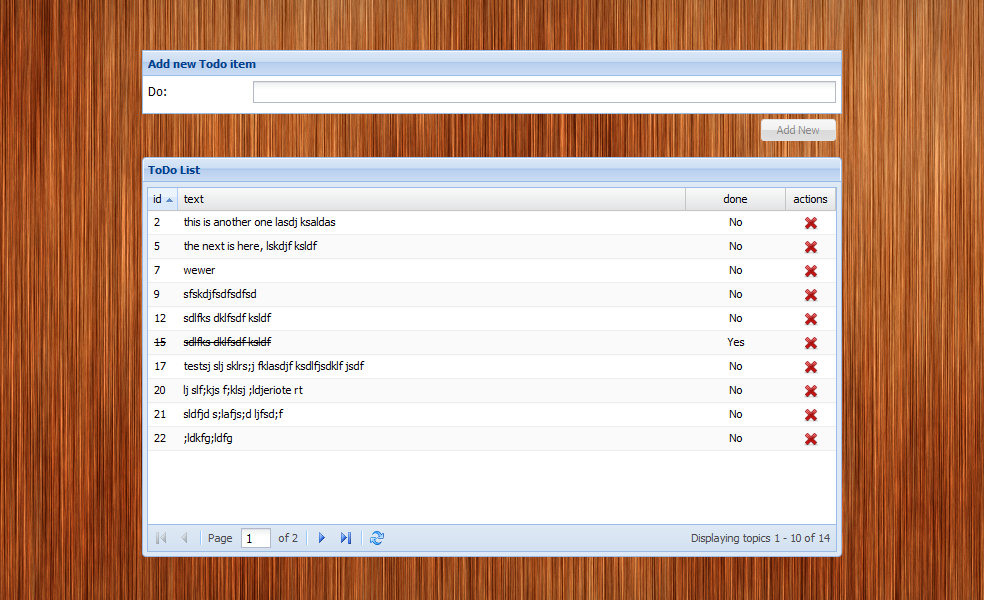 Add new Todo item
Do:
Add New
ToDo List
id text done actions
2 this is another one lasdj ksaldas No
5 the next is here, lskdjf ksldf No
7 wewer No
9 sfskdjfsdfsdfsd No
12 sdlfks dklfsdf ksldf No
15 sdlfks dklfsdf ksldf Yes
17 testsj slj sklrs;j fklasdjf ksdlfjsdklf jsdf No
20 lj slf;kjs f;klsj ;ldjeriote rt No
21 sldfjd s;lafjs;d ljfsd;f No
22 ;ldkfg;ldfg No
Page 1 of 2 Displaying topics 1 - 10 of 14